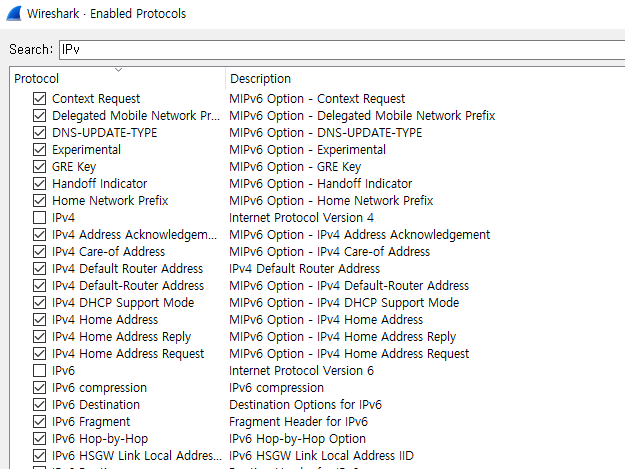 Wireshark · Enabled Protocols
Search: IPv
Protocol Description
Context Request MIPv6 Option - Context Request
Delegated Mobile Network Pr... MIPv6 Option - Delegated Mobile Network Prefix
DNS-UPDATE-TYPE MIPv6 Option - DNS-UPDATE-TYPE
Experimental MIPv6 Option - Experimental
GRE Key MIPv6 Option - GRE Key
Handoff Indicator MIPv6 Option - Handoff Indicator
Home Network Prefix MIPv6 Option - Home Network Prefix
IPv4 Internet Protocol Version 4
IPv4 Address Acknowledgem... MIPv6 Option - IPv4 Address Acknowledgement
IPv4 Care-of Address MIPv6 Option - IPv4 Care-of Address
IPv4 Default Router Address IPv4 Default Router Address
IPv4 Default-Router Address MIPv6 Option - IPv4 Default-Router Address
IPv4 DHCP Support Mode MIPv6 Option - IPv4 DHCP Support Mode
IPv4 Home Address MIPv6 Option - IPv4 Home Address
IPv4 Home Address Reply MIPv6 Option - IPv4 Home Address Reply
IPv4 Home Address Request MIPv6 Option - IPv4 Home Address Request
IPv6 Internet Protocol Version 6
IPv6 compression IPv6 compression
IPv6 Destination Destination Options for IPv6
IPv6 Fragment Fragment Header for IPv6
IPv6 Hop-by-Hop IPv6 Hop-by-Hop Option
IPv6 HSGW Link Local Addres... IPv6 HSGW Link Local Address IID